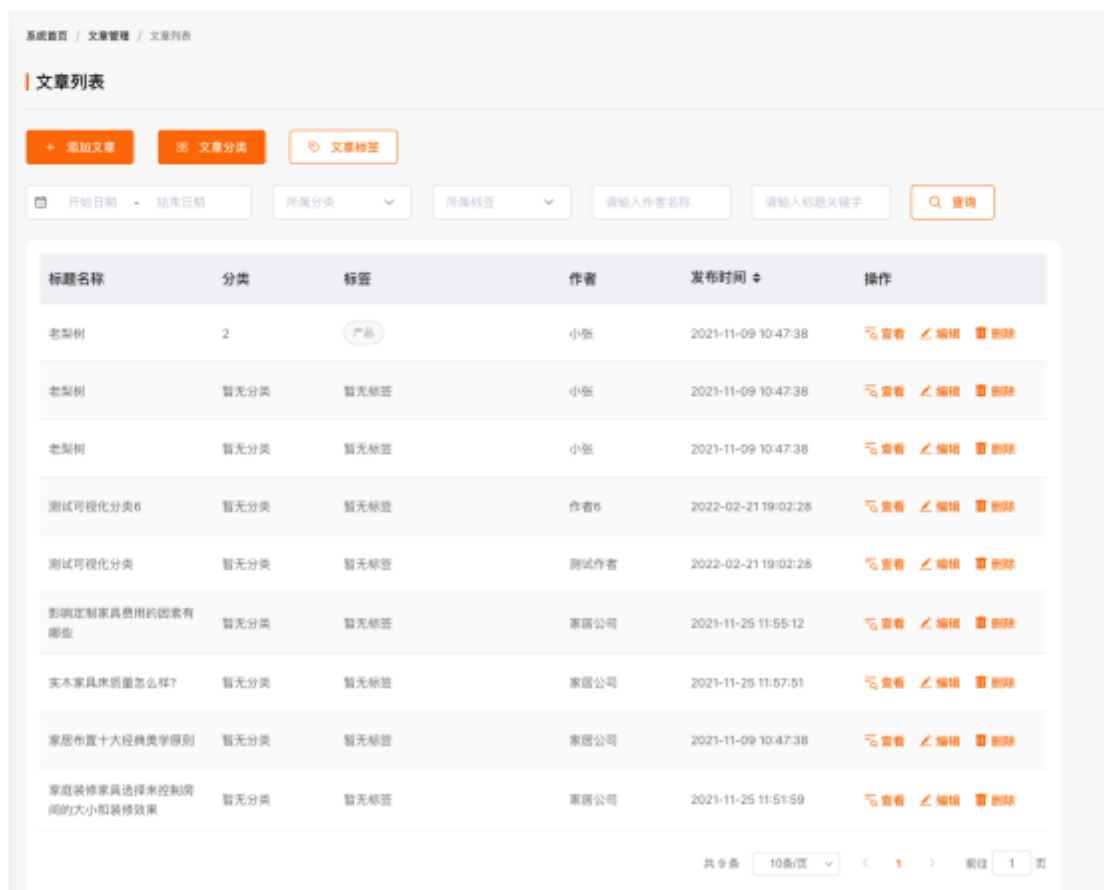 系统首页 / 文章管理 / 文章列表
文章列表
+ 添加文章 文章分类 文章标签
开始日期 - 结束日期 所属分类 所属标签 请输入作者名称 请输入标题关键字 查询
标题名称 分类 标签 作者 发布时间 操作
老梨树 2 产品 小张 2021-11-09 10:47:38 查看 编辑 删除
老梨树 暂无分类 暂无标签 小张 2021-11-09 10:47:38 查看 编辑 删除
老梨树 暂无分类 暂无标签 小张 2021-11-09 10:47:38 查看 编辑 删除
测试可视化分类6 暂无分类 暂无标签 作者6 2022-02-21 19:02:28 查看 编辑 删除
测试可视化分类 暂无分类 暂无标签 测试作者 2022-02-21 19:02:28 查看 编辑 删除
影响定制家具费用的因素有
哪些 暂无分类 暂无标签 家居公司 2021-11-25 11:55:12 查看 编辑 删除
实木家具床质量怎么样? 暂无分类 暂无标签 家居公司 2021-11-25 11:57:51 查看 编辑 删除
家居布置十大经典美学原则 暂无分类 暂无标签 家居公司 2021-11-09 10:47:38 查看 编辑 删除
家庭装修家具选择来控制房
间的大小和装修效果 暂无分类 暂无标签 家居公司 2021-11-25 11:51:59 查看 编辑 删除
共 9 条 10条/页 1 前往 1 页